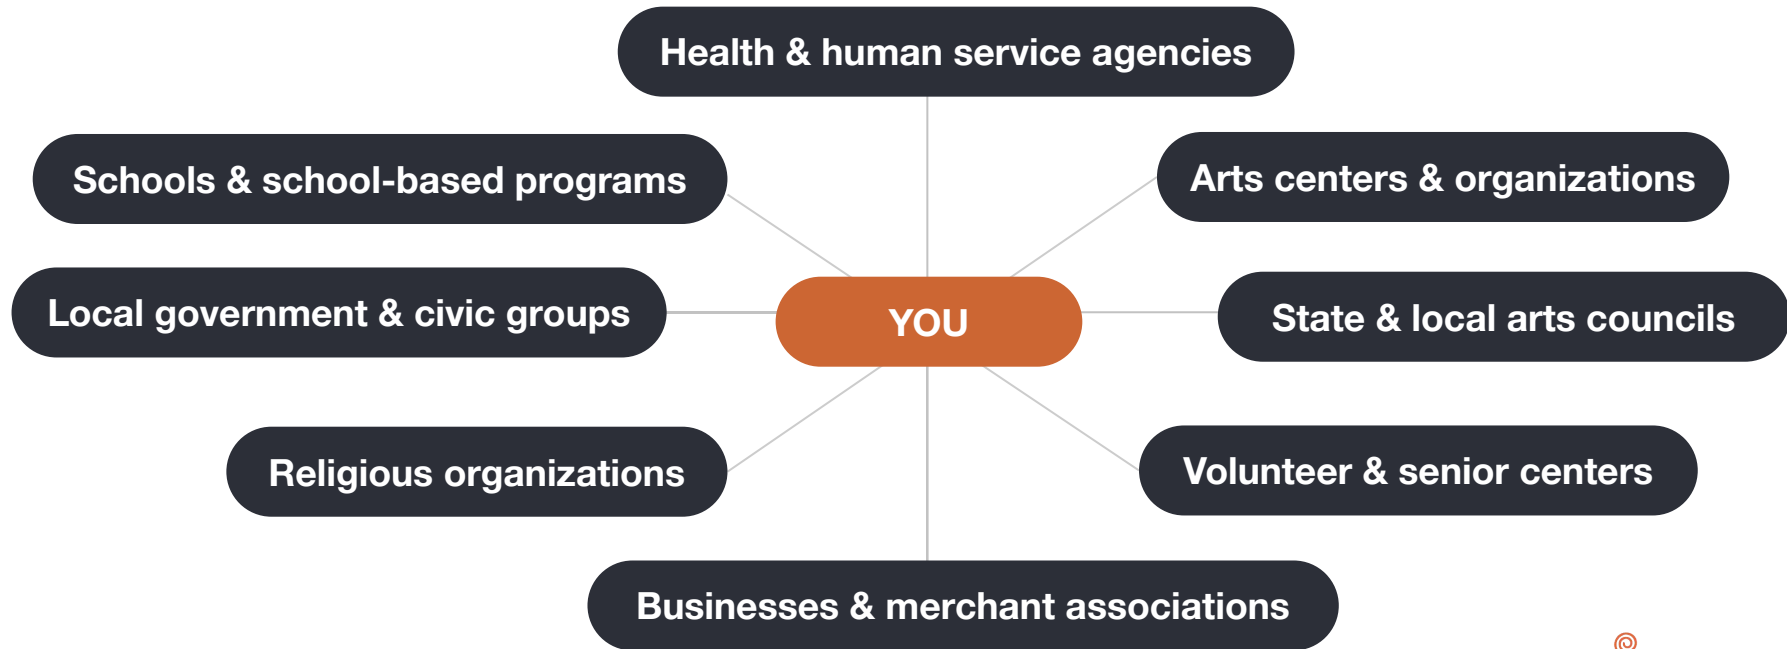 Health & human service agencies
Schools & school-based programs
Arts centers & organizations
Local government & civic groups
YOU
State & local arts councils
Religious organizations
Volunteer & senior centers
Businesses & merchant associations